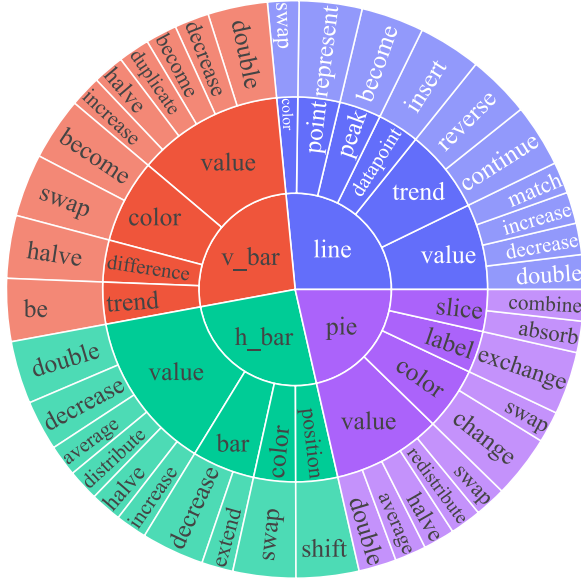 line
color
swap
point
represent
peak
become
datapoint
insert
trend
reverse
continue
value
match
increase
decrease
double
pie
slice
combine
absorb
label
exchange
color
swap
change
swap
value
redistribute
halve
average
double
h_bar
position
shift
color
swap
bar
extend
decrease
value
increase
halve
distribute
average
decrease
double
v_bar
trend
be
difference
halve
color
swap
become
value
increase
halve
duplicate
become
decrease
double